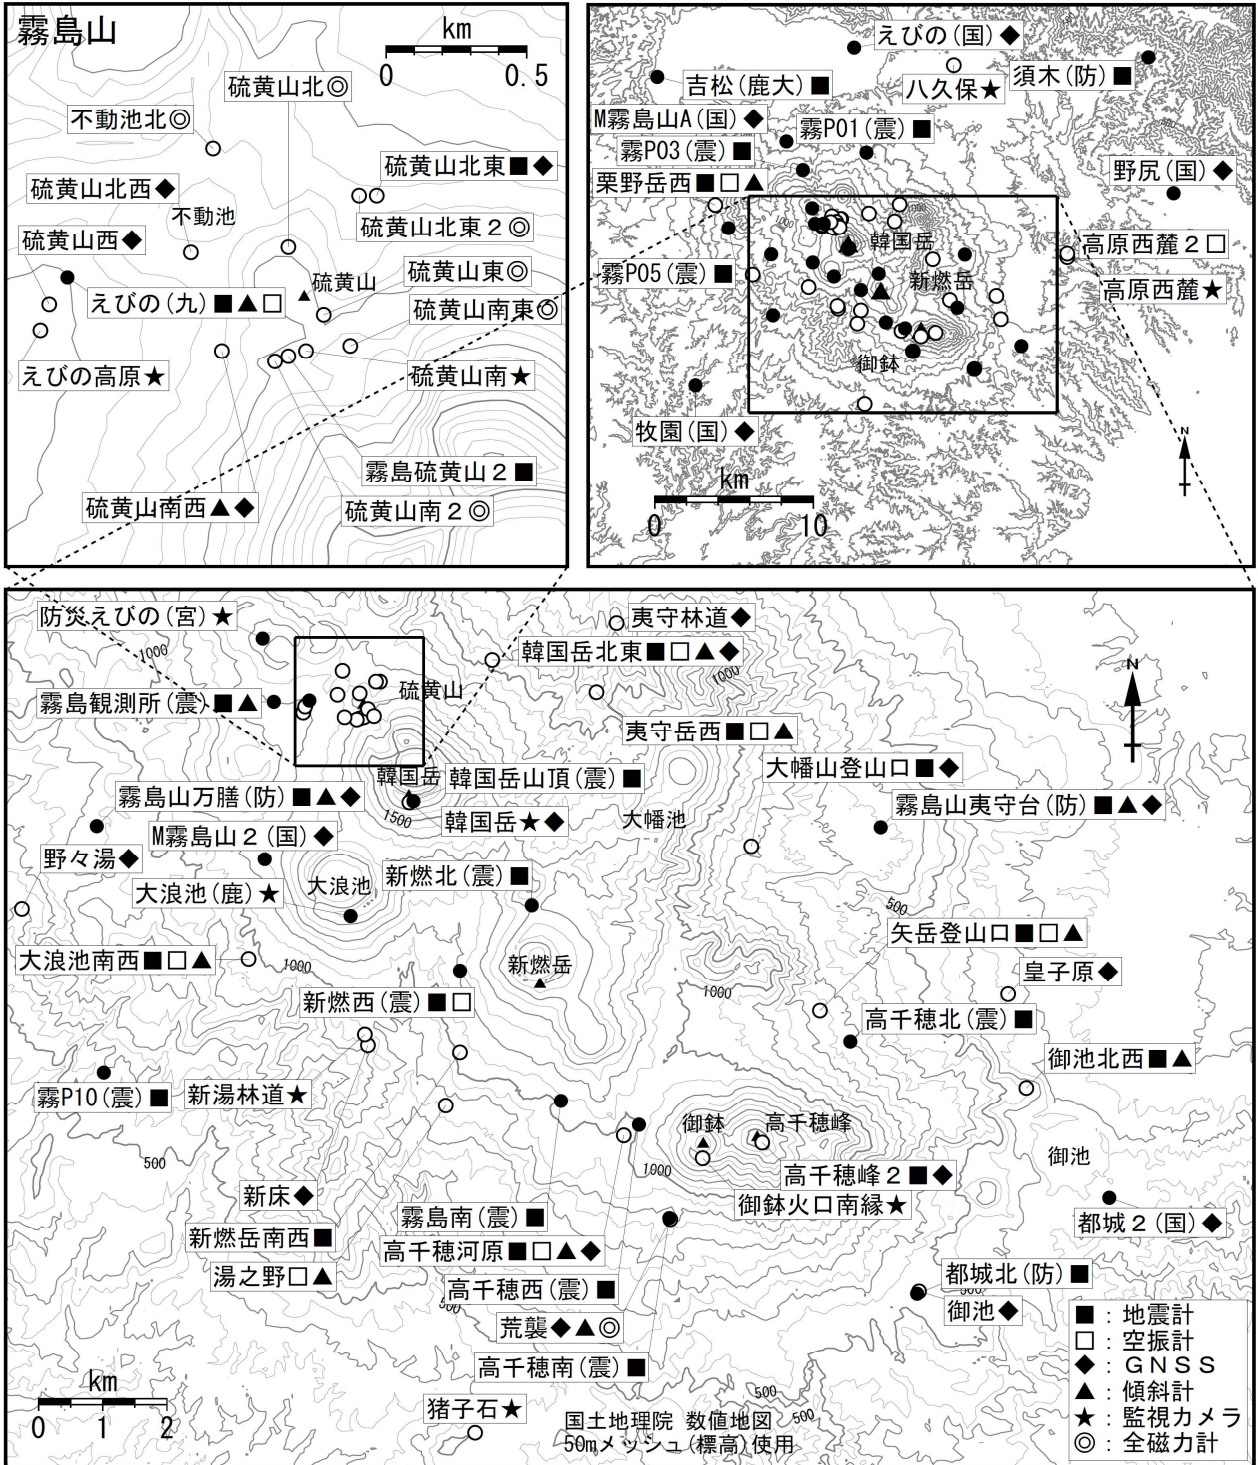 霧島山
km
0 0.5
硫黄山北◎
不動池北◎
硫黄山北東■◆
硫黄山北西◆
不動池
硫黄山北東２◎
硫黄山西◆
硫黄山東◎
硫黄山
えびの(九)■▲□
硫黄山南東◎
えびの高原★
硫黄山南★
霧島硫黄山２■
硫黄山南西▲◆
硫黄山南２◎
えびの(国)◆
吉松(鹿大)■
八久保★
須木(防)■
M霧島山A(国)◆
霧P01(震)■
霧P03(震)■
野尻(国)◆
栗野岳西■□▲
韓国岳
高原西麓２□
霧P05(震)■
新燃岳
高原西麓★
御鉢
牧園(国)◆
N
km
0 10
防災えびの(宮)★
夷守林道◆
1000
韓国岳北東■□▲◆
1000
N
硫黄山
霧島観測所(震)■▲
夷守岳西■□▲
大幡山登山口■◆
韓国岳
韓国岳山頂(震)■
霧島山万膳(防)■▲◆
霧島山夷守台(防)■▲◆
1500
韓国岳★◆
大幡池
M霧島山２(国)◆
野々湯◆
新燃北(震)■
大浪池(鹿)★
大浪池
500
矢岳登山口■□▲
大浪池南西■□▲
1000
新燃岳
皇子原◆
1000
新燃西(震)■□
高千穂北(震)■
御池北西■▲
霧P10(震)■
新湯林道★
御鉢
高千穂峰
500
1000
御池
高千穂峰２■◆
新床◆
御鉢火口南縁★
霧島南(震)■
都城２(国)◆
新燃岳南西■
高千穂河原■□▲◆
湯之野□▲
高千穂西(震)■
都城北(防)■
500
御池◆
荒襲◆▲◎
高千穂南(震)■
km
0 1 2
猪子石★
500
500
国土地理院 数値地図
50mメッシュ(標高)使用
■：地震計
□：空振計
◆：ＧＮＳＳ
▲：傾斜計
★：監視カメラ
◎：全磁力計